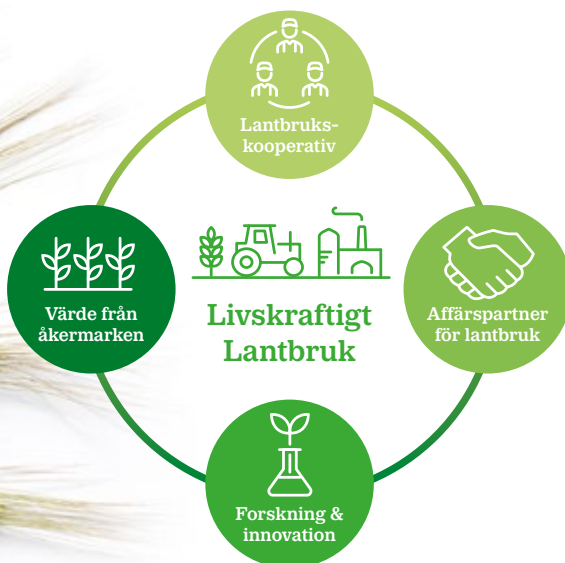 Lantbruks-
kooperativ
Värde från
åkermarken
Livskraftigt
Lantbruk
Affärspartner
för lantbruk
Forskning &
innovation